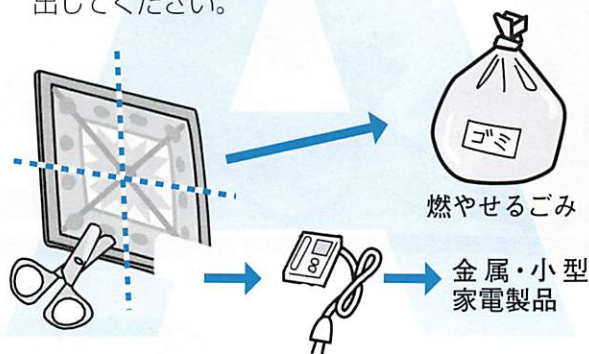 出してください。
ゴミ
燃やせるごみ
金属・小型
家電製品